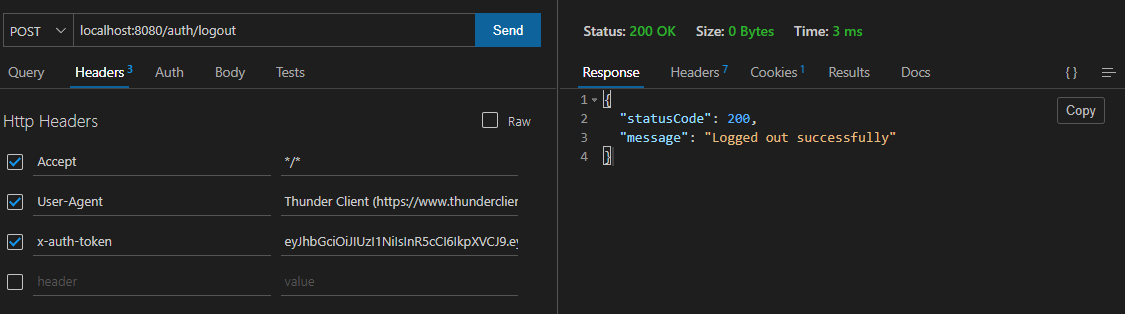 POST localhost:8080/auth/logout Send
Query Headers 3 Auth Body Tests
Http Headers Raw
Accept */*
User-Agent Thunder Client (https://www.thunderclien
x-auth-token eyJhbGciOiJIUzI1NiIsInR5cCI6IkpXVCJ9.ey
header value
Status: 200 OK Size: 0 Bytes Time: 3 ms
Response Headers 7 Cookies 1 Results Docs { }
Copy
1 {
2 "statusCode": 200,
3 "message": "Logged out successfully"
4 }